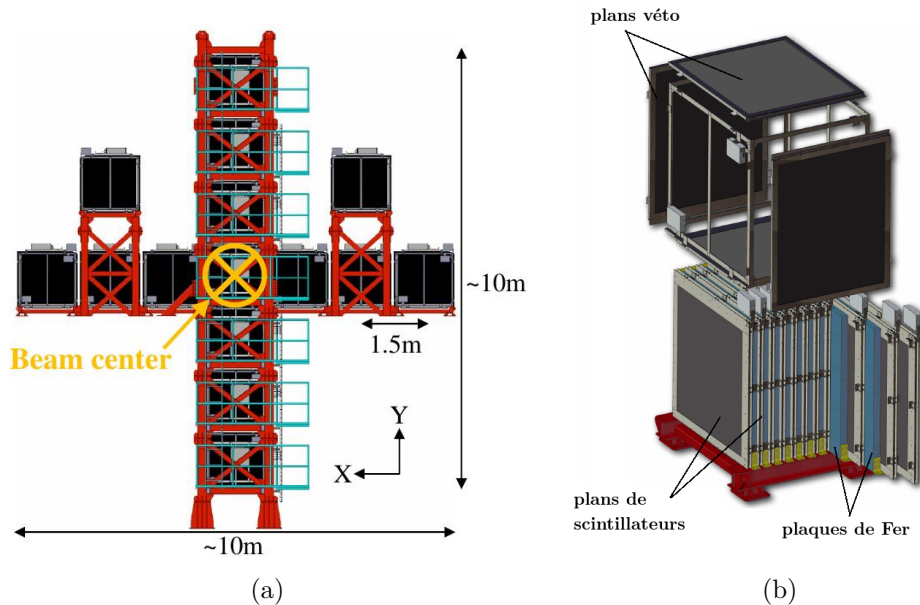 plans véto
~10m
1.5m
Beam center
Y
X
~10m
plans de
scintillateurs
plaques de Fer
(a)
(b)